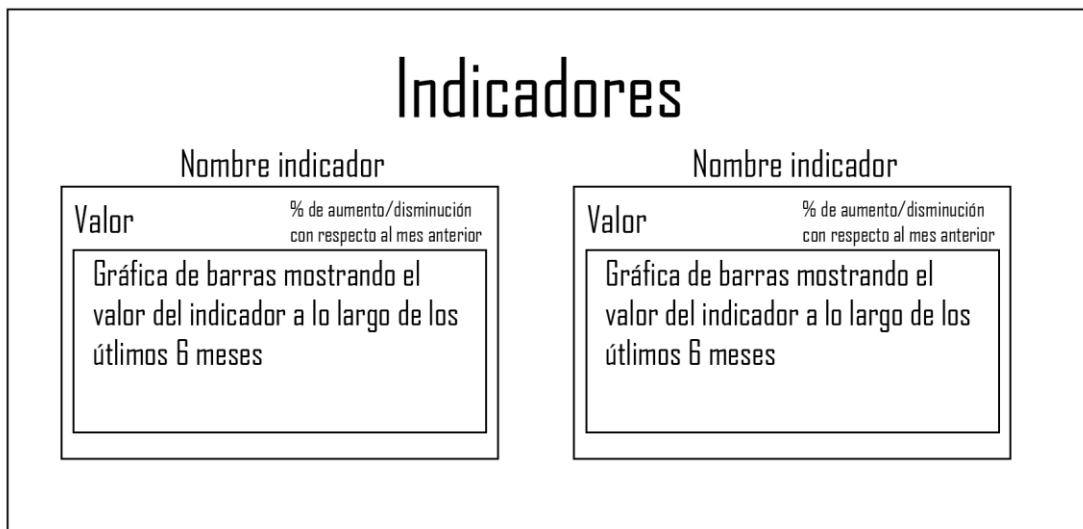 Indicadores
Nombre indicador
Valor
% de aumento/disminución
con respecto al mes anterior
Gráfica de barras mostrando el
valor del indicador a lo largo de los
útlimos 6 meses
Nombre indicador
Valor
% de aumento/disminución
con respecto al mes anterior
Gráfica de barras mostrando el
valor del indicador a lo largo de los
útlimos 6 meses